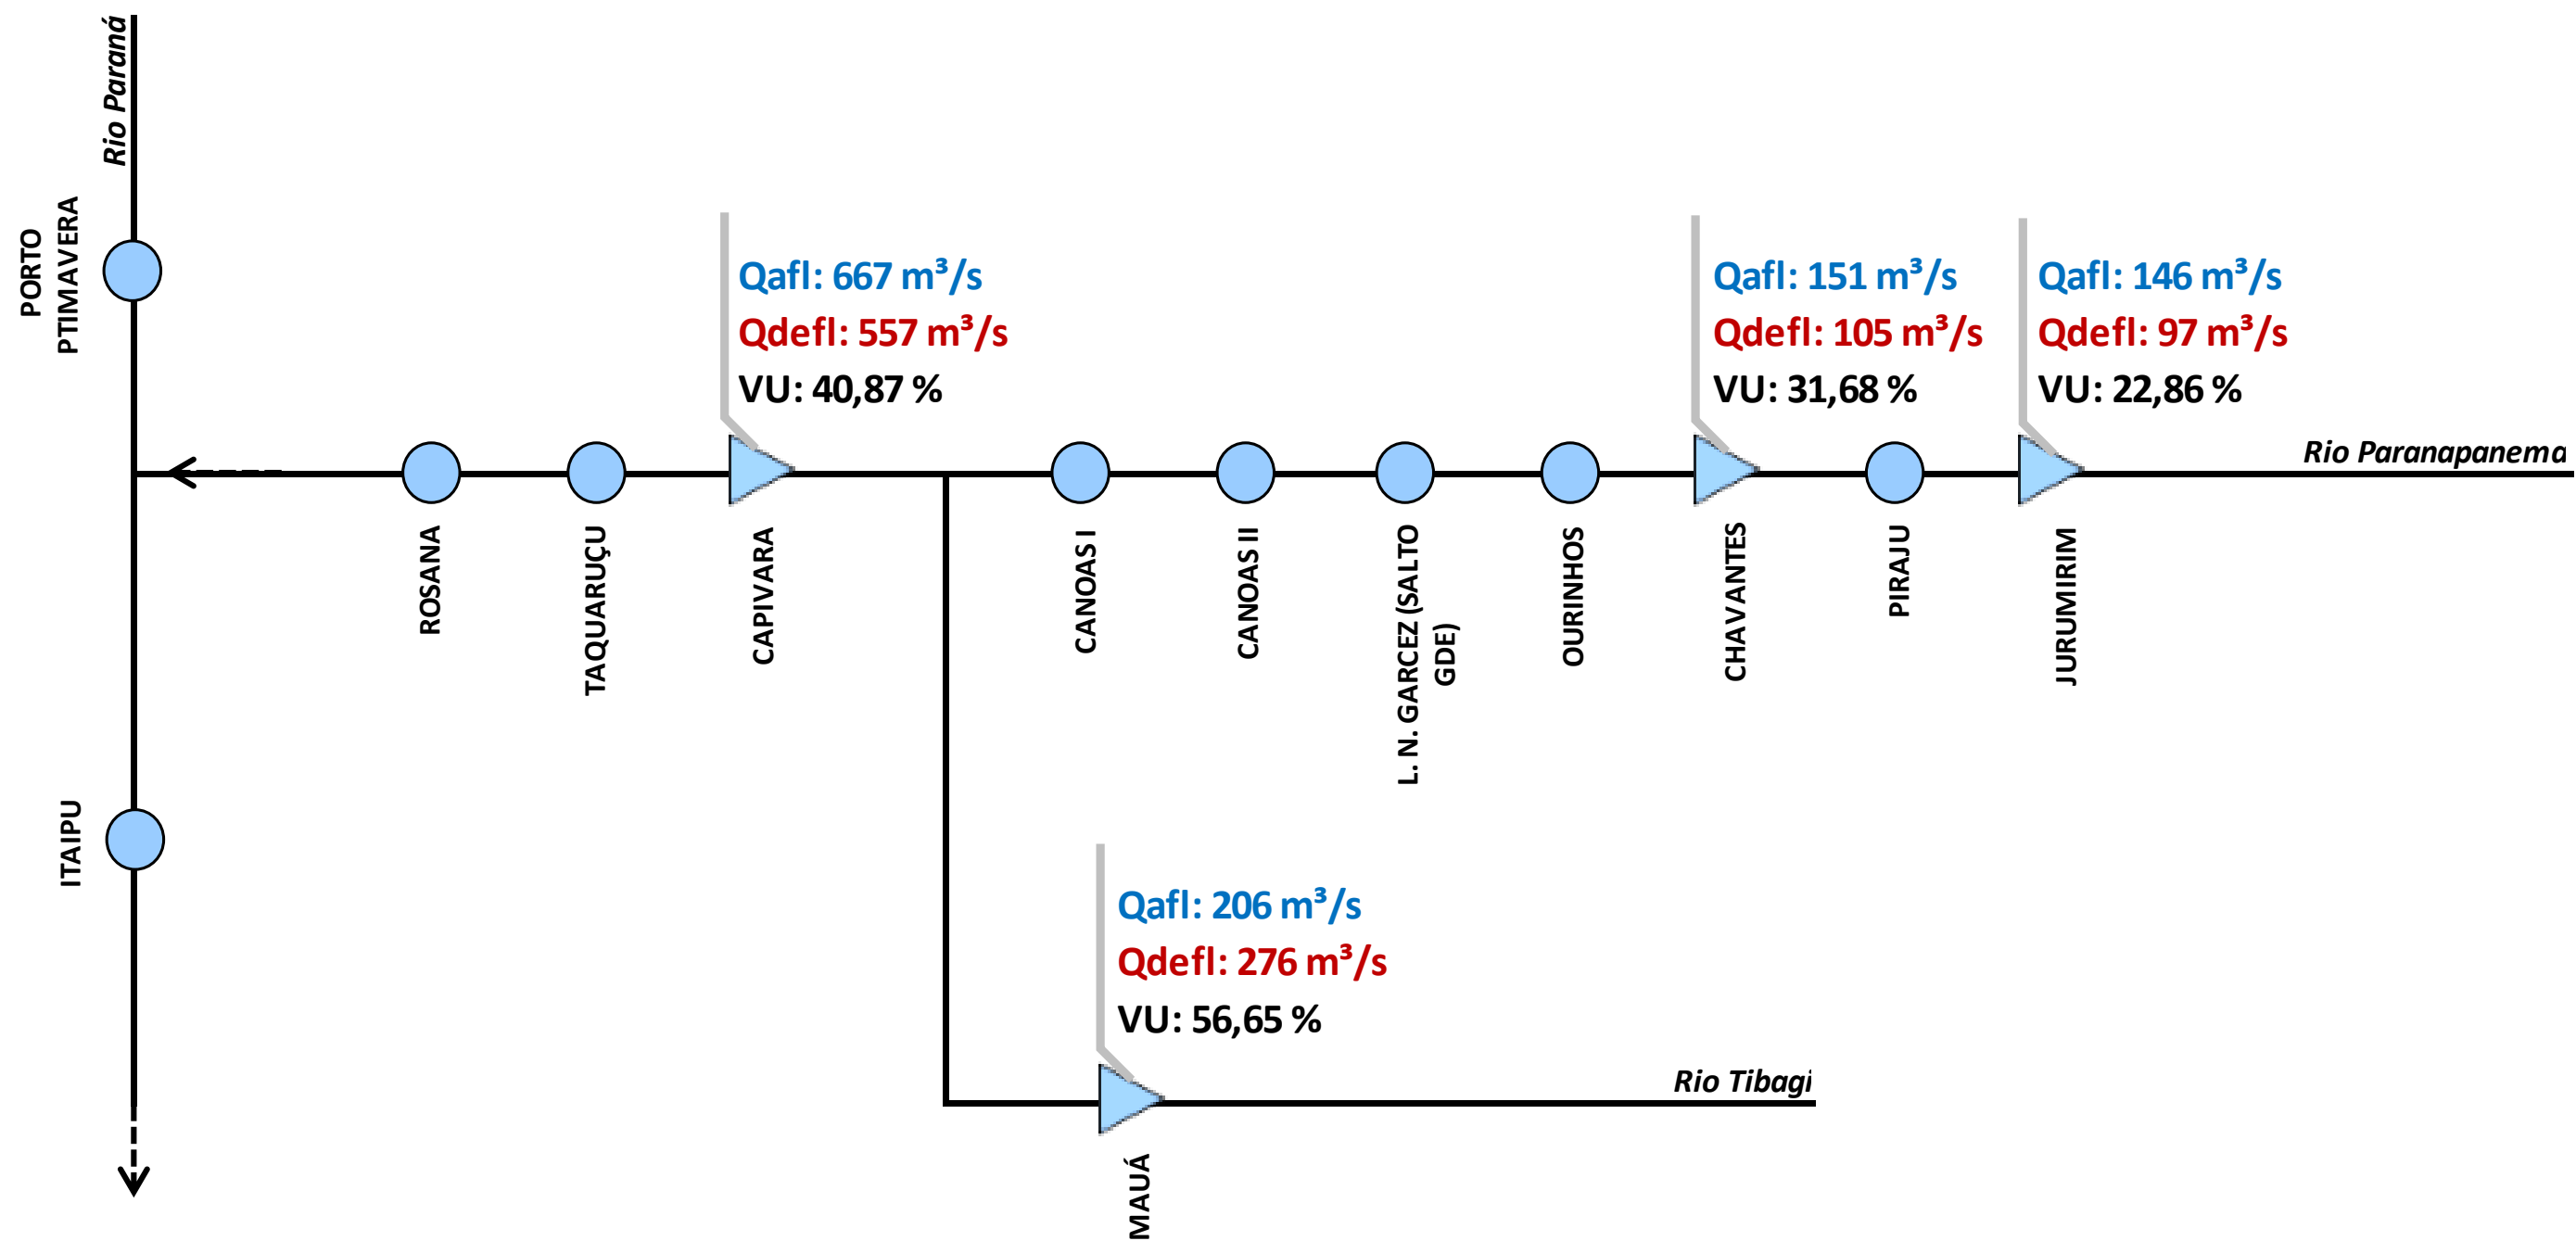 Rio Paraná
PORTO
PTIMAVERA
Qafl: 667 m³/s
Qdefl: 557 m³/s
VU: 40,87 %
Qafl: 151 m³/s
Qdefl: 105 m³/s
VU: 31,68 %
Qafl: 146 m³/s
Qdefl: 97 m³/s
VU: 22,86 %
Rio Paranapanema
ROSANA
TAQUARUÇU
CAPIVARA
CANOAS I
CANOAS II
L. N. GARCEZ (SALTO
GDE)
OURINHOS
CHAVANTES
PIRAJU
JURUMIRIM
ITAIPU
Qafl: 206 m³/s
Qdefl: 276 m³/s
VU: 56,65 %
Rio Tibagi
MAUÁ